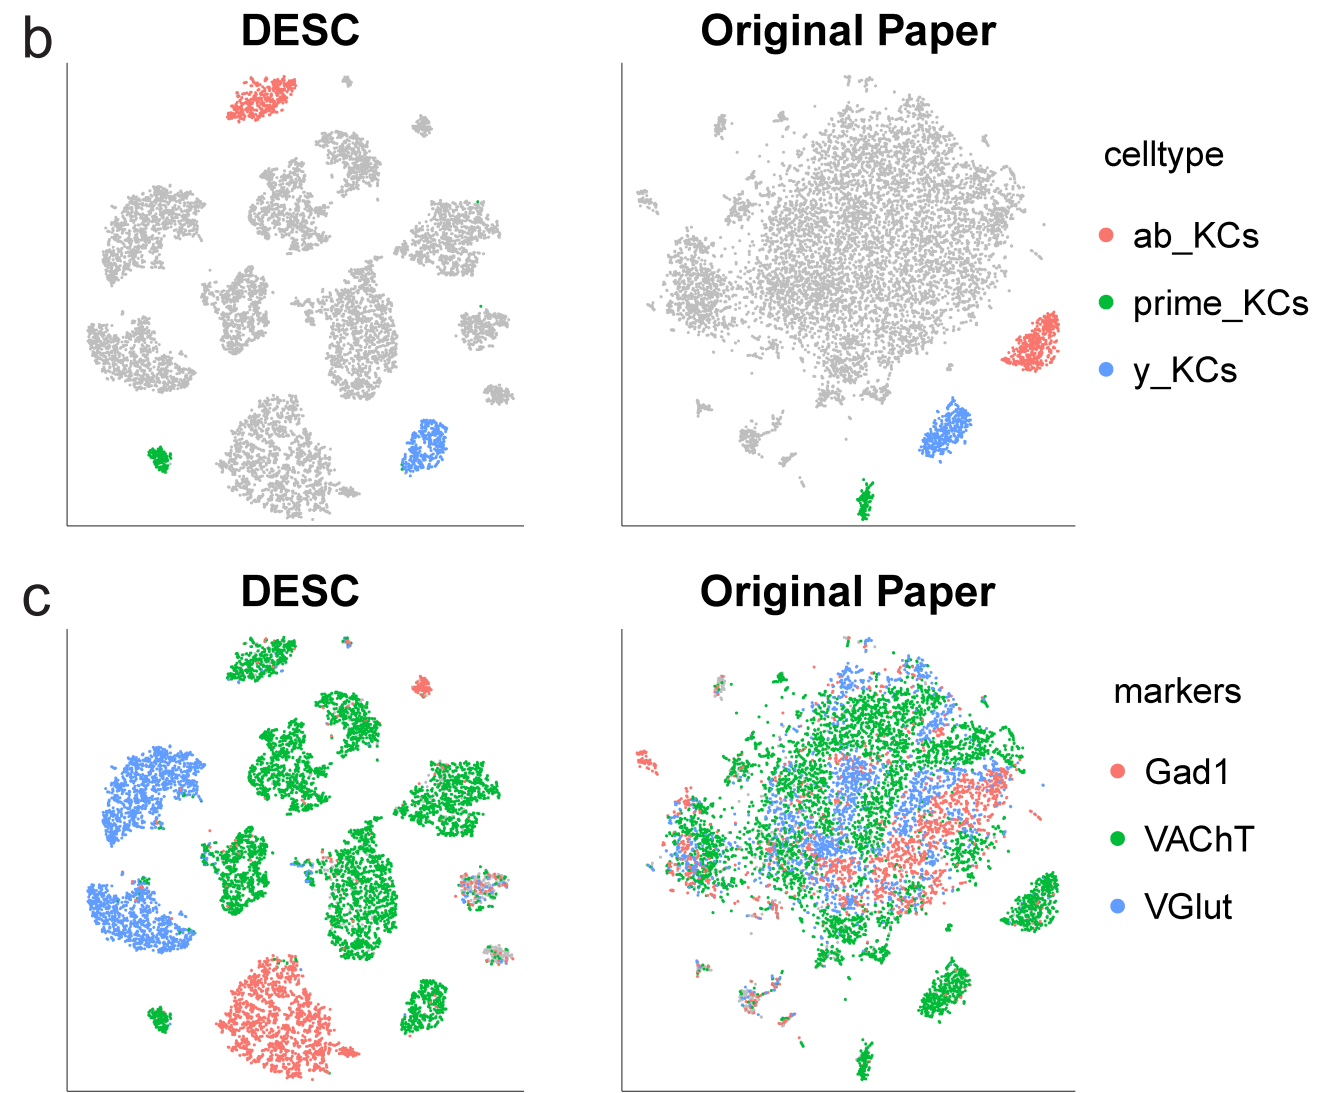 b
DESC
Original Paper
celltype
ab_KCs
prime_KCs
y_KCs
c
DESC
Original Paper
markers
Gad1
VAChT
VGlut